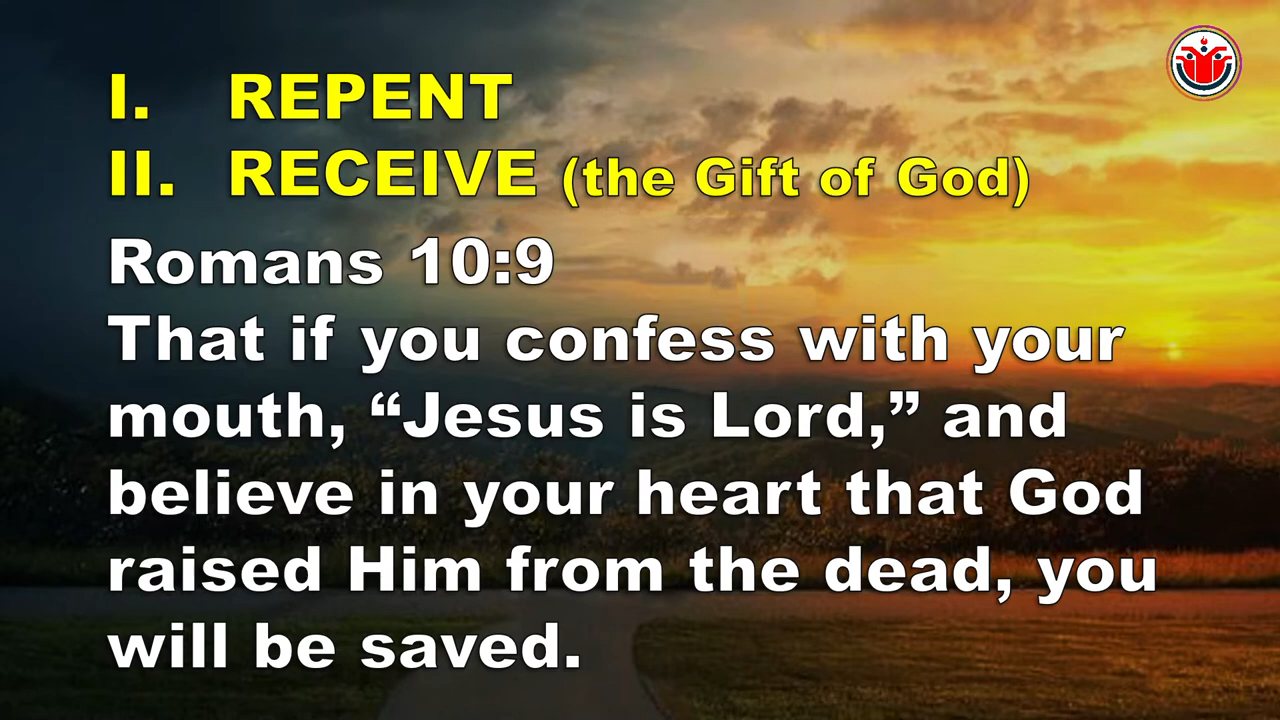 I. REPENT
II. RECEIVE (the Gift of God)
Romans 10:9
That if you confess with your
mouth, “Jesus is Lord,” and
believe in your heart that God
raised Him from the dead, you
will be saved.